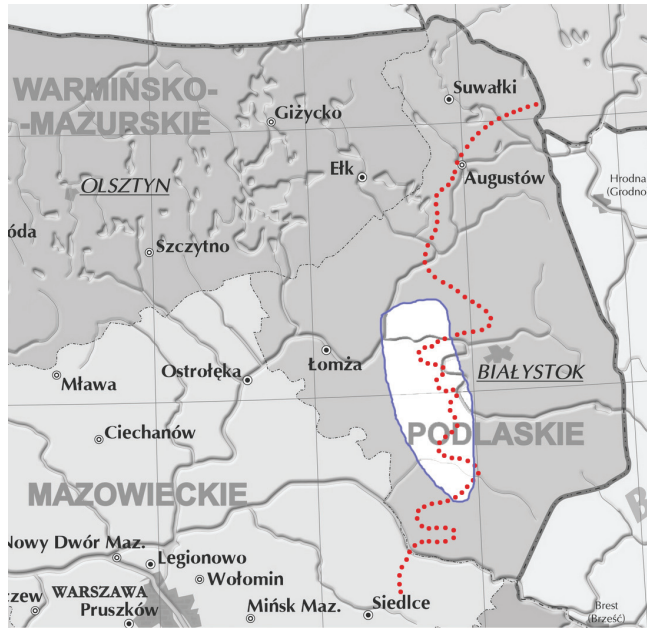 WARMIŃSKO-
-MAZURSKIE
Suwałki
Giżycko
Ełk
Augustów
Hrodna
(Grodno
OLSZTYN
óda
Szczytno
Ostrołęka
Łomża
BIAŁYSTOK
Mława
Ciechanów
PODLASKIE
MAZOWIECKIE
B
Nowy Dwór Maz.
Legionowo
Wołomin
WARSZAWA
czew
Pruszków
Mińsk Maz.
Siedlce
Brest
(Brześć)